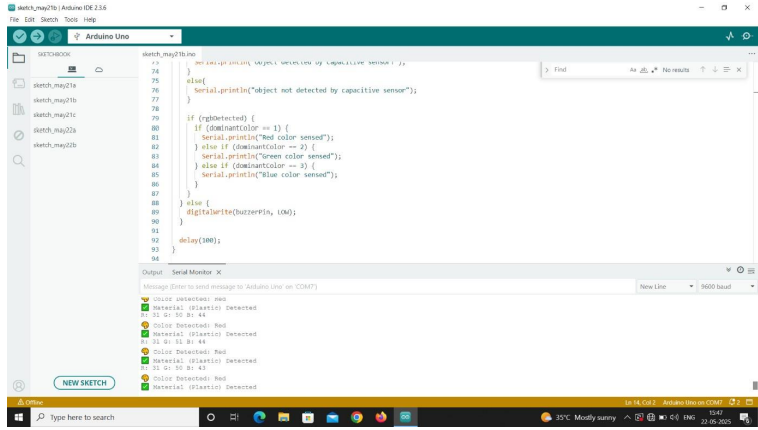 sketch_may21b | Arduino IDE 2.3.6
File Edit Sketch Tools Help
Arduino Uno
SKETCHBOOK
sketch_may21a
sketch_may21b
sketch_may21c
sketch_may22a
sketch_may22b
NEW SKETCH
sketch_may21b.ino
Find
Aa ab .* No results
73 Serial.println("object detected by capacitive sensor");
74 }
75 else{
76 Serial.println("object not detected by capacitive sensor");
77 }
78
79 if (rgbDetected) {
80 if (dominantColor == 1) {
81 Serial.println("Red color sensed");
82 } else if (dominantColor == 2) {
83 Serial.println("Green color sensed");
84 } else if (dominantColor == 3) {
85 Serial.println("Blue color sensed");
86 }
87 }
88 } else {
89 digitalWrite(buzzerPin, LOW);
90 }
91
92 delay(100);
93 }
94
Output Serial Monitor ×
Message (Enter to send message to 'Arduino Uno' on 'COM7')
New Line 9600 baud
Color Detected: Red
Material (Plastic) Detected
R: 31 G: 50 B: 44
Color Detected: Red
Material (Plastic) Detected
R: 31 G: 51 B: 44
Color Detected: Red
Material (Plastic) Detected
R: 31 G: 50 B: 43
Color Detected: Red
Material (Plastic) Detected
Offline
Ln 14, Col 2 Arduino Uno on COM7 2
Type here to search
35°C Mostly sunny
ENG
15:47
22-05-2025